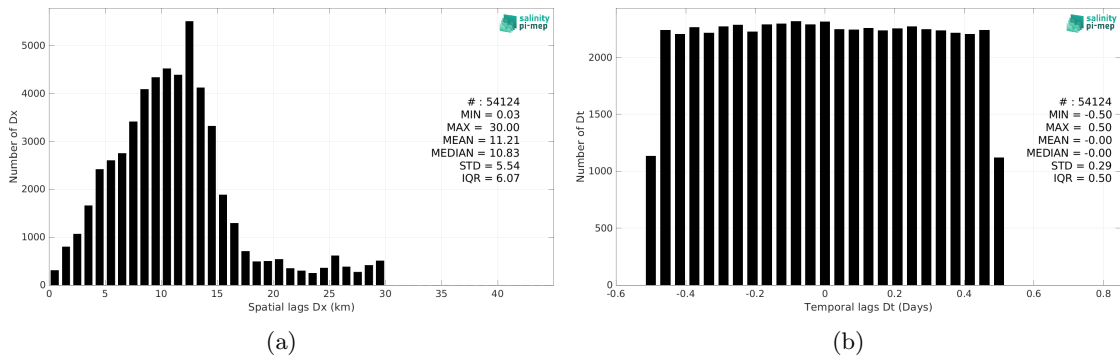 salinity
pi-mep
5000
4000
3000
2000
1000
0
Number of Dx
# : 54124
MIN = 0.03
MAX = 30.00
MEAN = 11.21
MEDIAN = 10.83
STD = 5.54
IQR = 6.07
0 5 10 15 20 25 30 35 40
Spatial lags Dx (km)
(a)
salinity
pi-mep
2000
1500
1000
500
0
Number of Dt
# : 54124
MIN = -0.50
MAX = 0.50
MEAN = -0.00
MEDIAN = -0.00
STD = 0.29
IQR = 0.50
-0.6 -0.4 -0.2 0 0.2 0.4 0.6 0.8
Temporal lags Dt (Days)
(b)